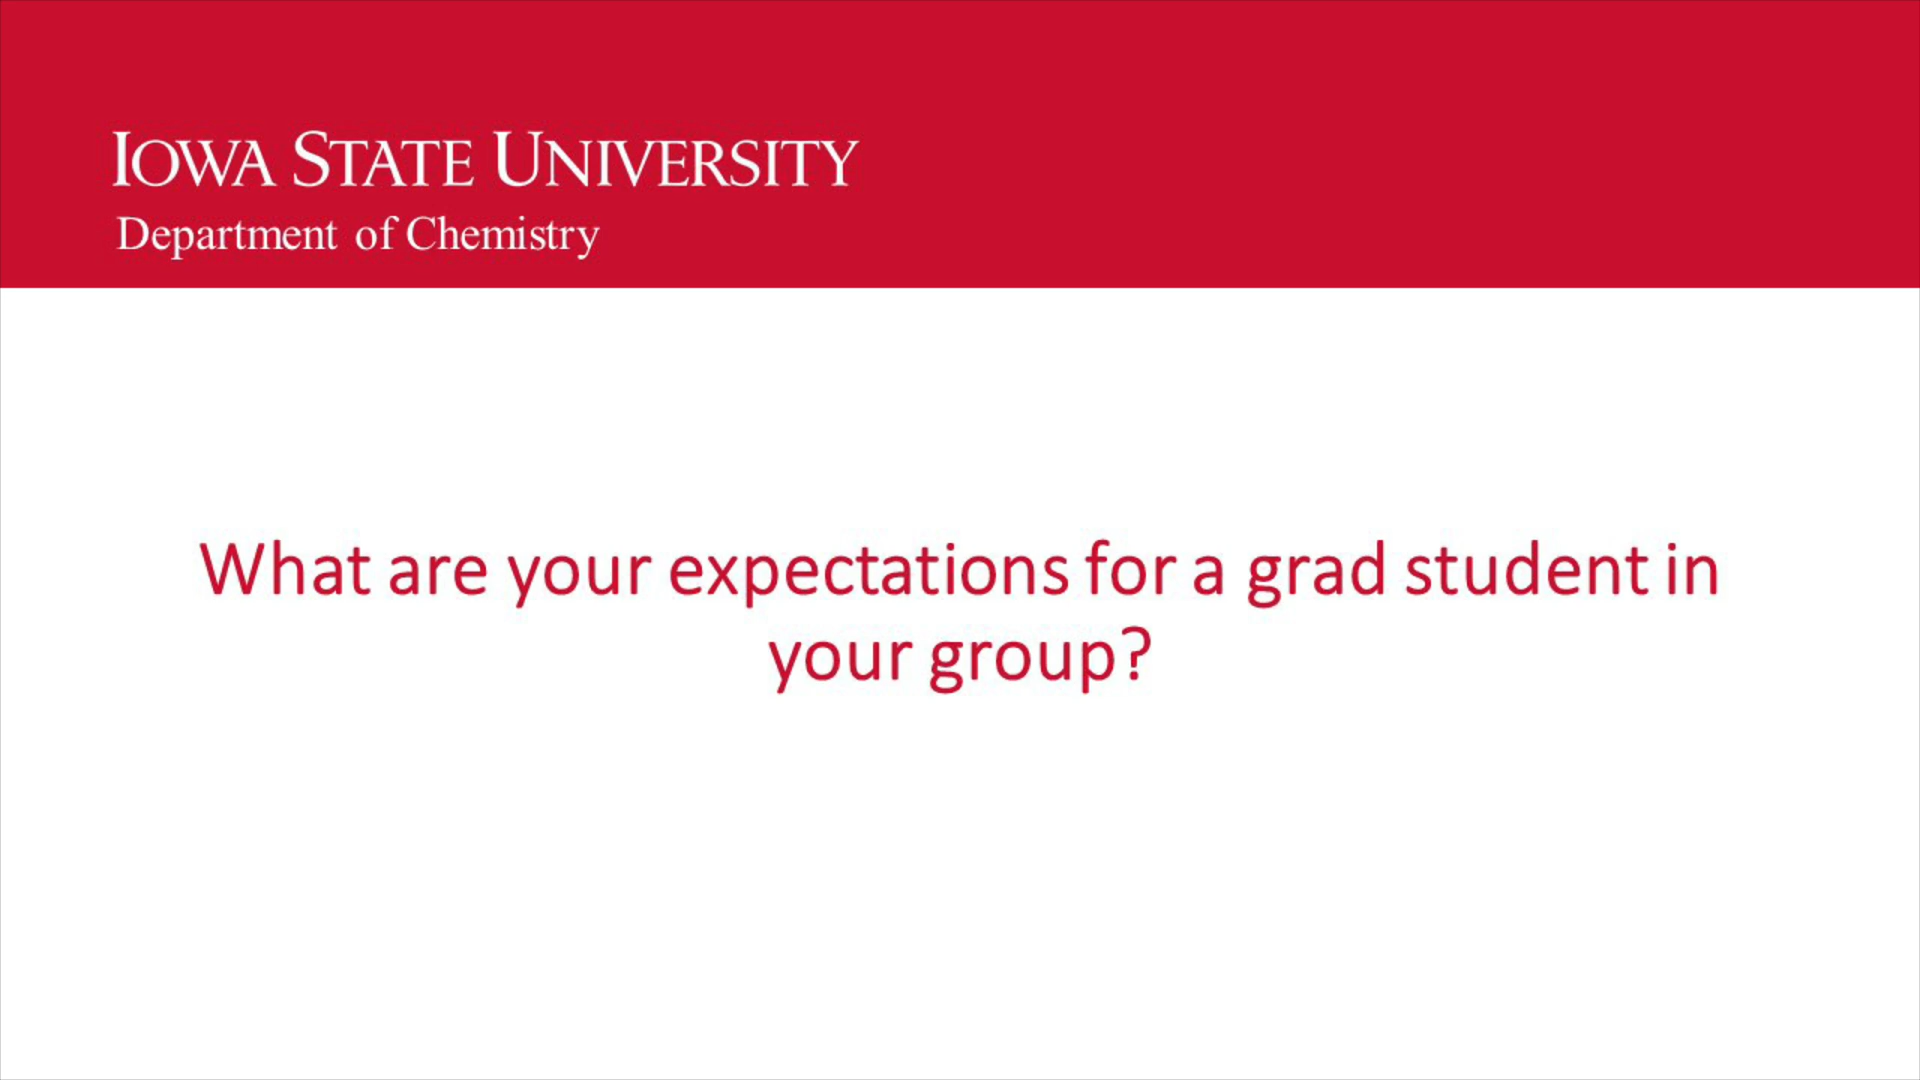 IOWA STATE UNIVERSITY
Department of Chemistry
What are your expectations for a grad student in
your group?